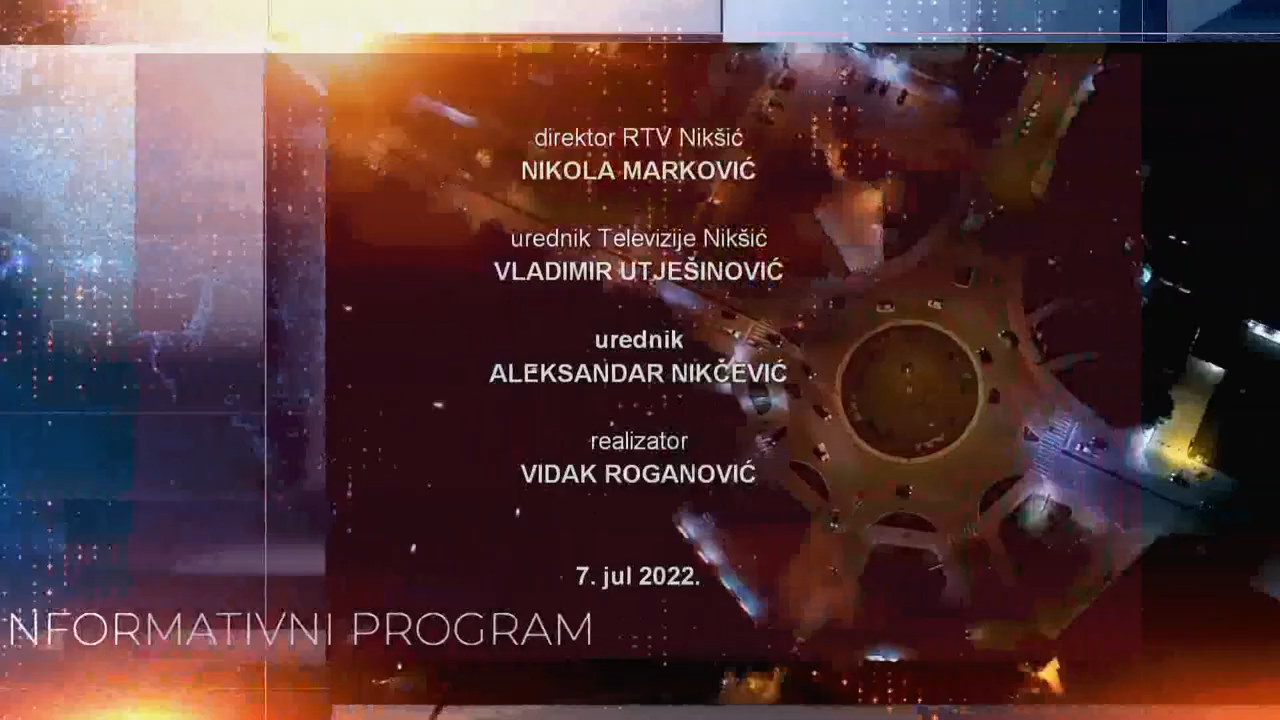 direktor RTV Nikšić
NIKOLA MARKOVIĆ
urednik Televizije Nikšić
VLADIMIR UTJEŠINOVIĆ
urednik
ALEKSANDAR NIKČEVIĆ
realizator
VIDAK ROGANOVIĆ
7. jul 2022.
NFORMATIVNI PROGRAM